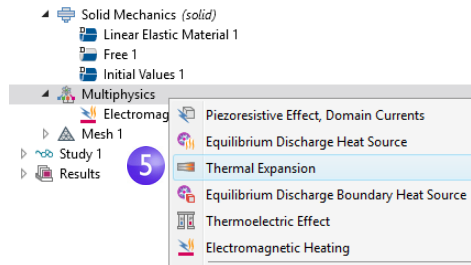 Solid Mechanics (solid)
Linear Elastic Material 1
Free 1
Initial Values 1
Multiphysics
Electromag
Mesh 1
Study 1
Results
5
Piezoresistive Effect, Domain Currents
Equilibrium Discharge Heat Source
Thermal Expansion
Equilibrium Discharge Boundary Heat Source
Thermoelectric Effect
Electromagnetic Heating